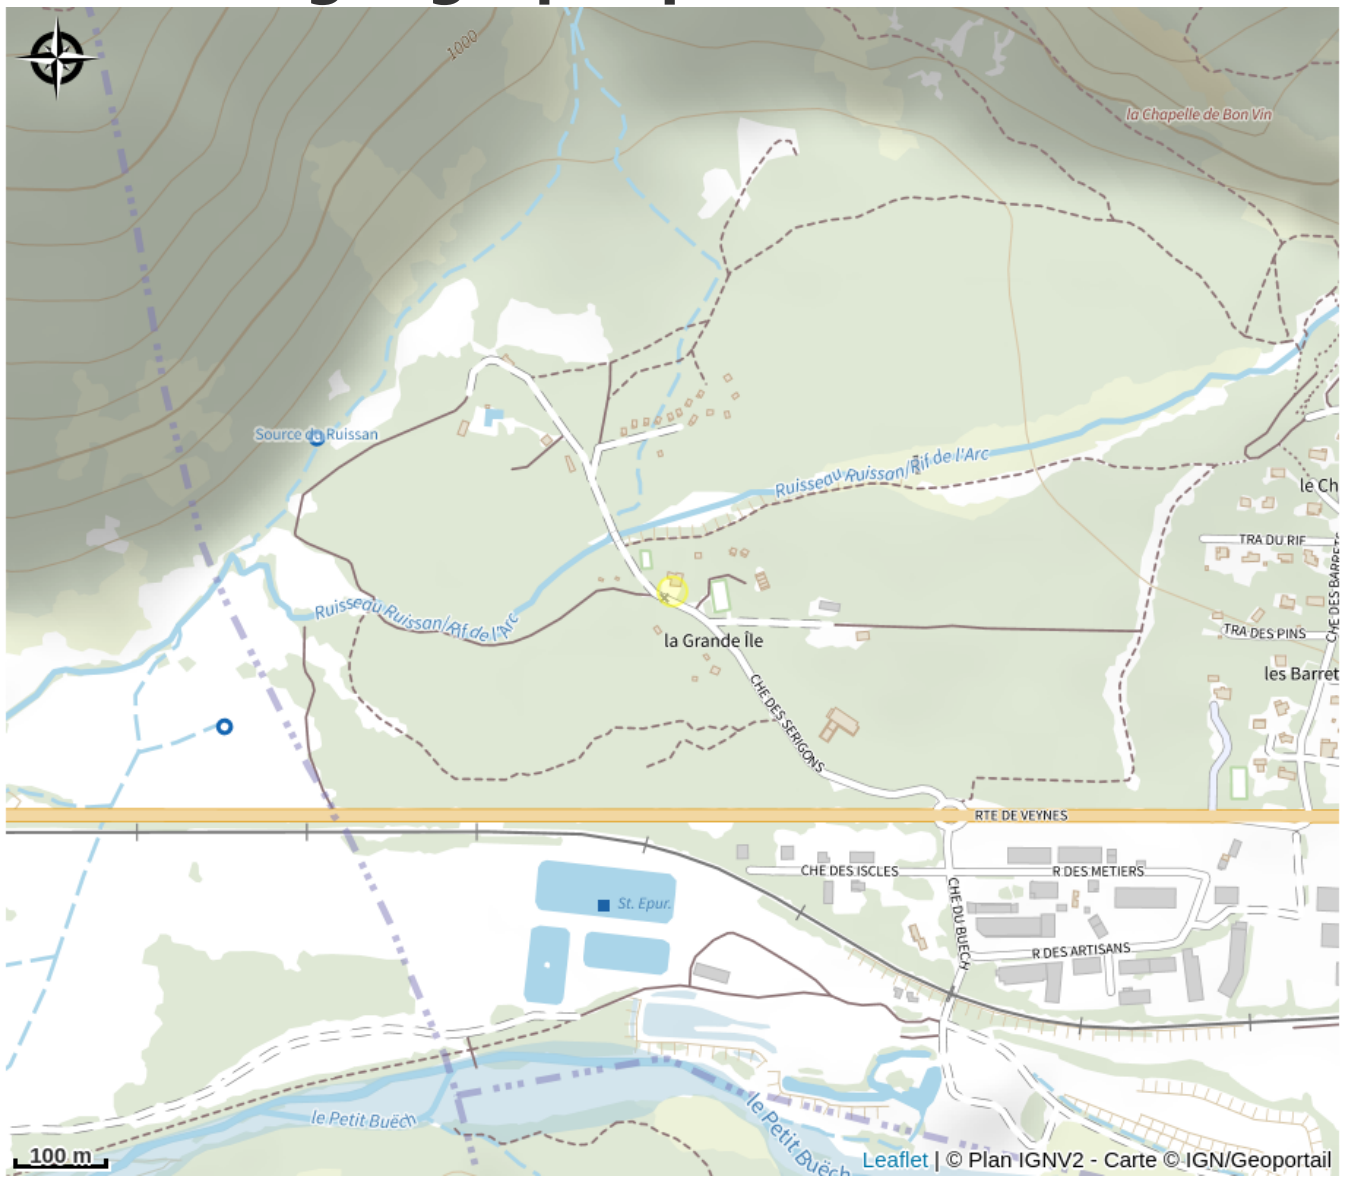 1000
la Chapelle de Bon Vin
Source du Ruissan
Ruisseau Ruissan/Rif de l'Arc
le Ch
TRA DU RIF
CHE DES BARRETS
Ruisseau Ruissan/Rif de l'Arc
TRA DES PINS
la Grande Île
les Barret
CHE DES SERIGONS
RTE DE VEYNES
CHE DES ISCLES
R DES METIERS
St. Epur.
CHE DU BUECH
R DES ARTISANS
le Petit Buëch
le Petit Buëch
100 m
Leaflet | © Plan IGNV2 - Carte © IGN/Geoportail